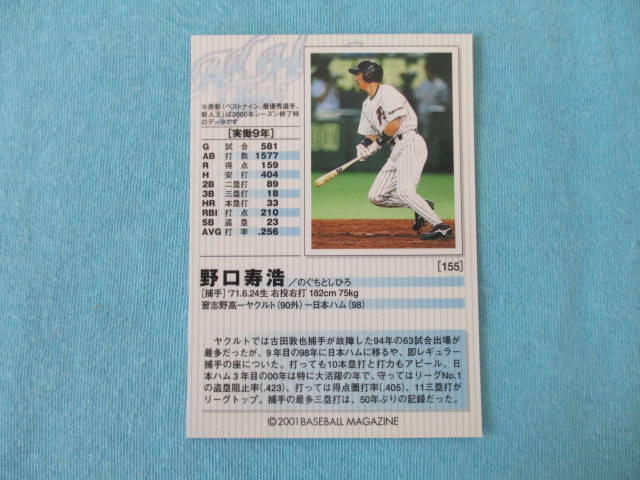 ※表彰（ベストナイン、最優秀選手、
新人王）は2000年シーズン終了時
のデータです
[実働9年]
G 試合 581
AB 打数 1577
R 得点 159
H 安打 404
2B 二塁打 89
3B 三塁打 18
HR 本塁打 33
RBI 打点 210
SB 盗塁 23
AVG 打率 .256
[155]
野口寿浩／のぐちとしひろ
[捕手] '71.6.24生 右投右打 182cm 75kg
習志野高ーヤクルト（90外）ー日本ハム（98）
ヤクルトでは古田敦也捕手が故障した94年の63試合出場が
最多だったが、9年目の98年に日本ハムに移るや、即レギュラー
捕手の座についた。打っても10本塁打と打力もアピール。日
本ハム3年目の00年は特に大活躍の年で、守ってはリーグNo.1
の盗塁阻止率（.423）、打っては得点圏打率（.405）、11三塁打が
リーグトップ。捕手の最多三塁打は、50年ぶりの記録だった。
©2001 BASEBALL MAGAZINE